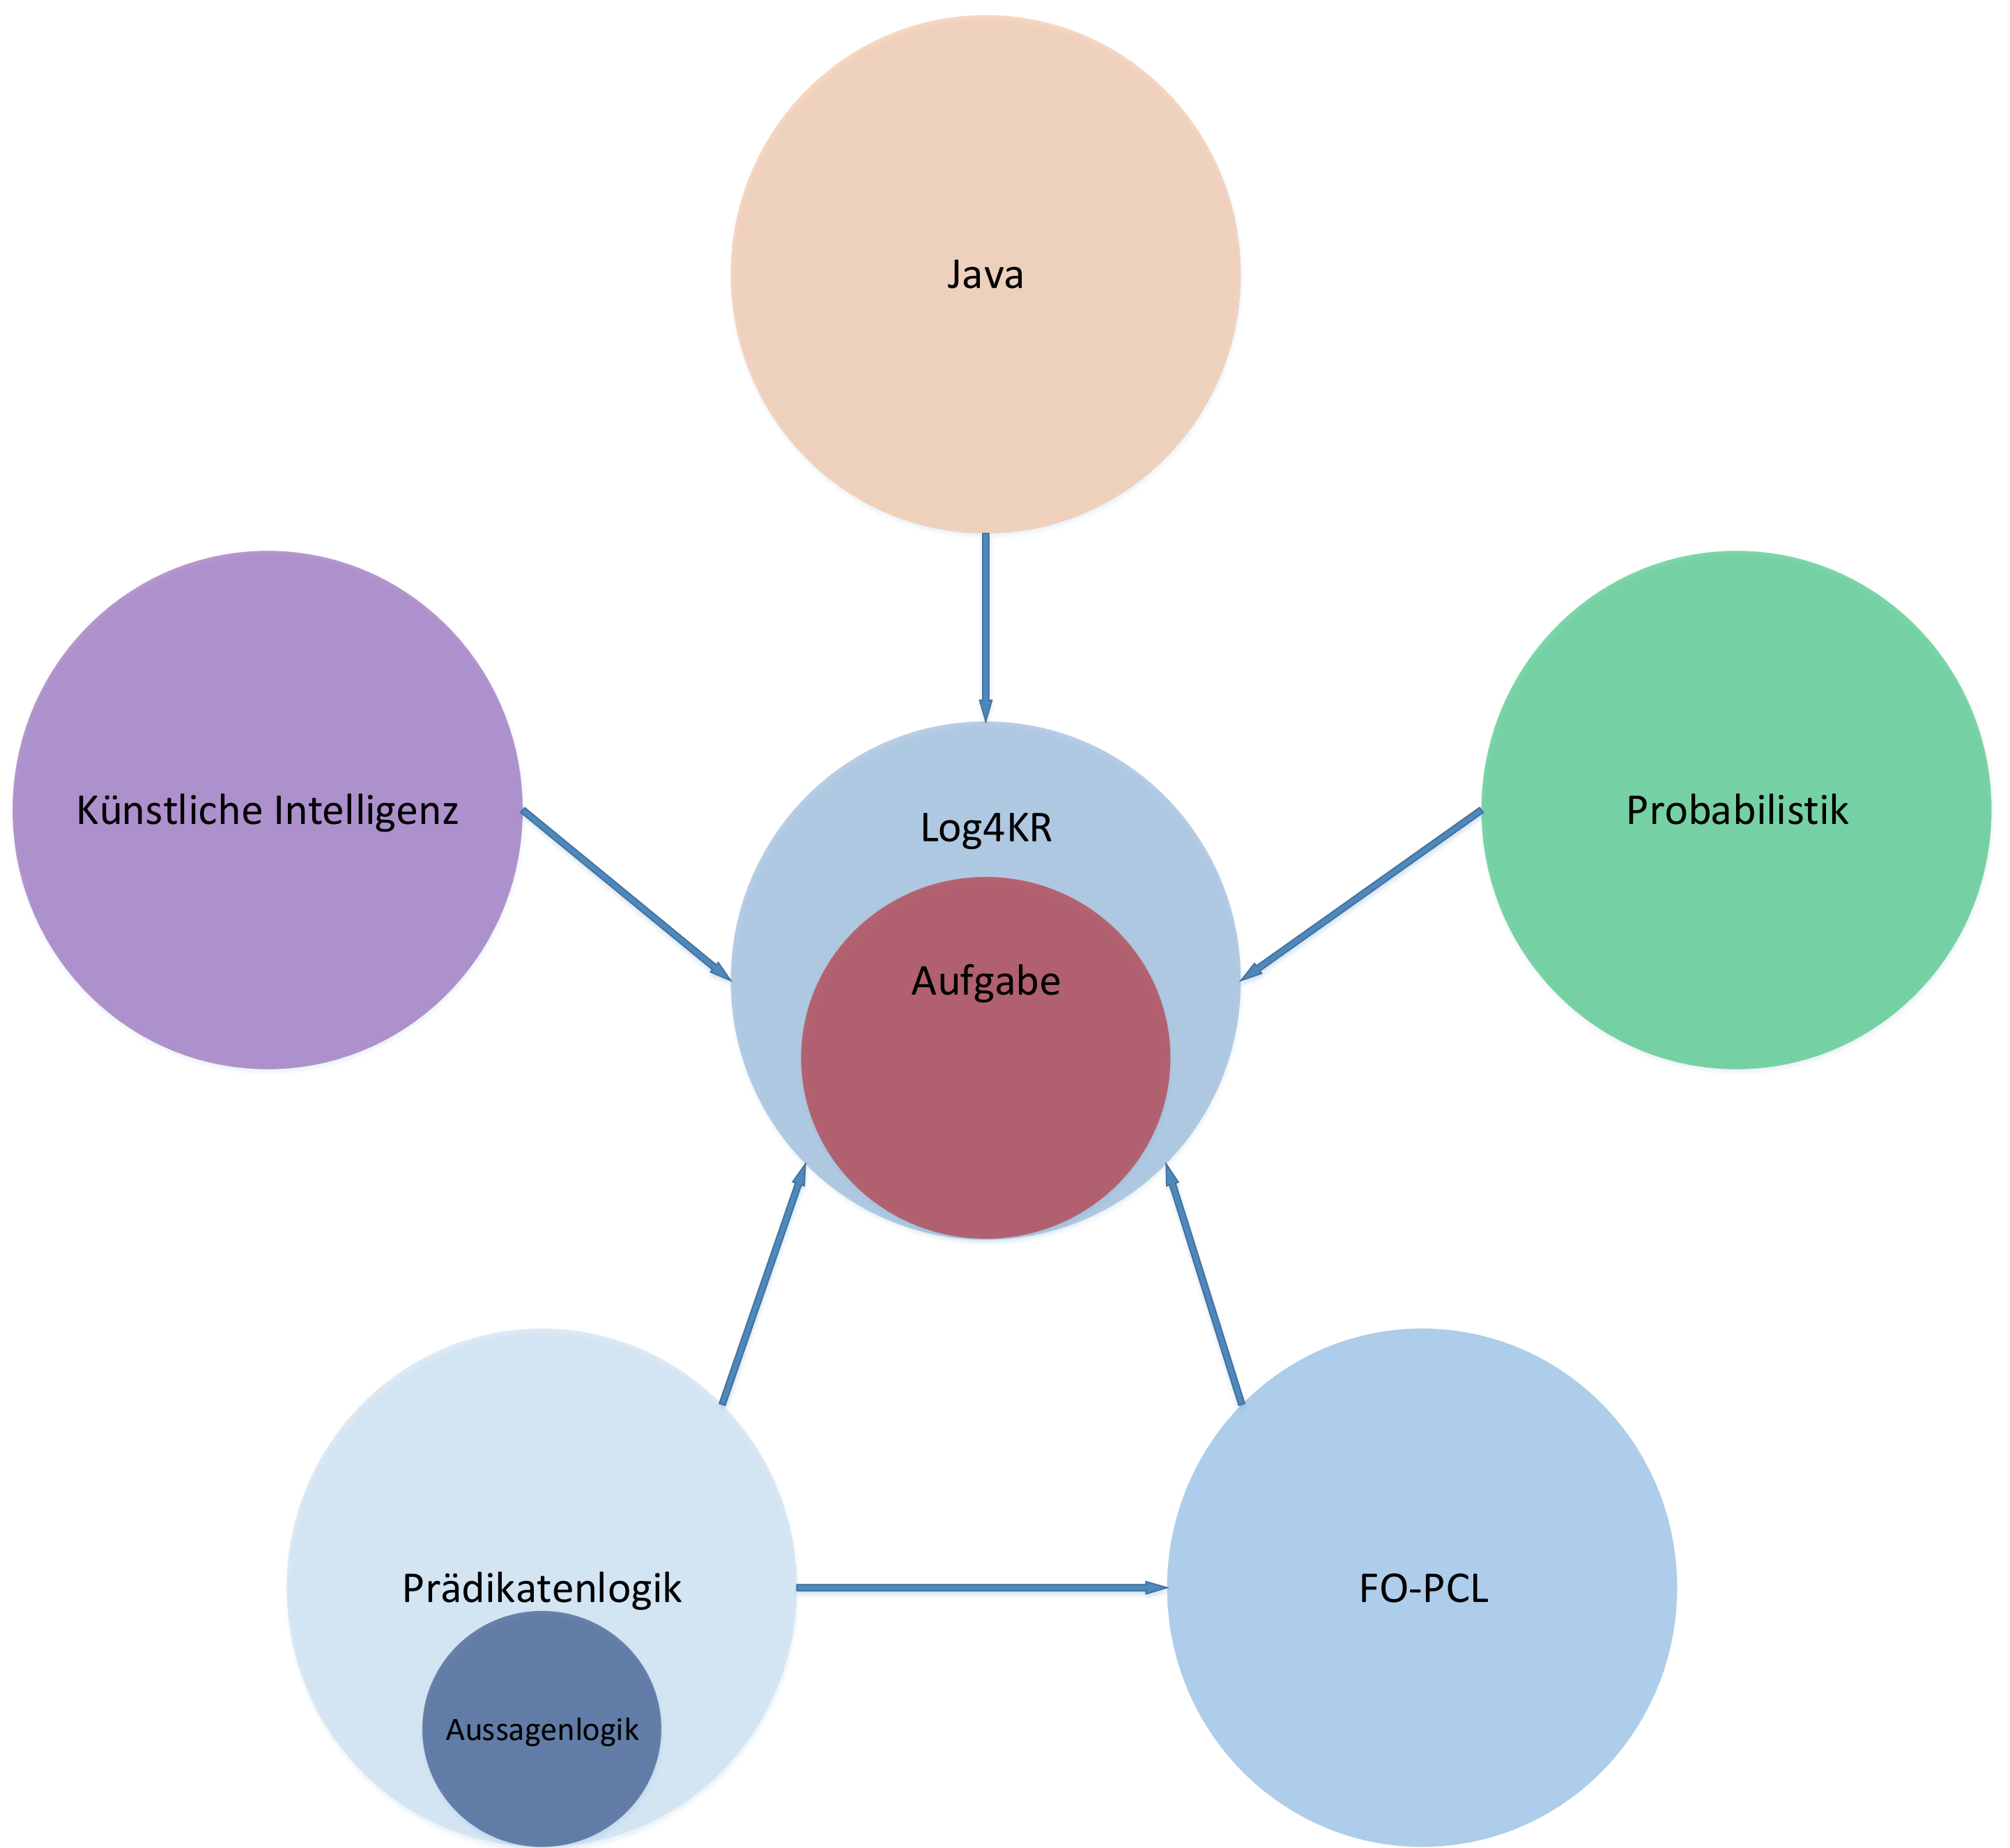 Java
Künstliche Intelligenz
Probabilistik
Log4KR
Aufgabe
Prädikatenlogik
FO-PCL
Aussagenlogik